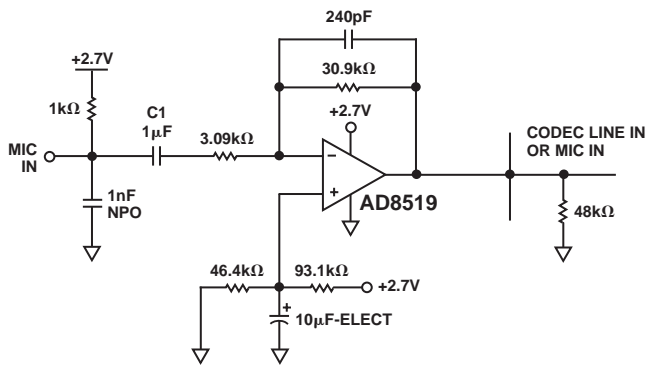 240pF
30.9kΩ
+2.7V
1kΩ
C1
1μF
3.09kΩ
+2.7V
MIC
IN
1nF
NPO
−
+
AD8519
CODEC LINE IN
OR MIC IN
48kΩ
46.4kΩ
93.1kΩ
+2.7V
+
10μF-ELECT